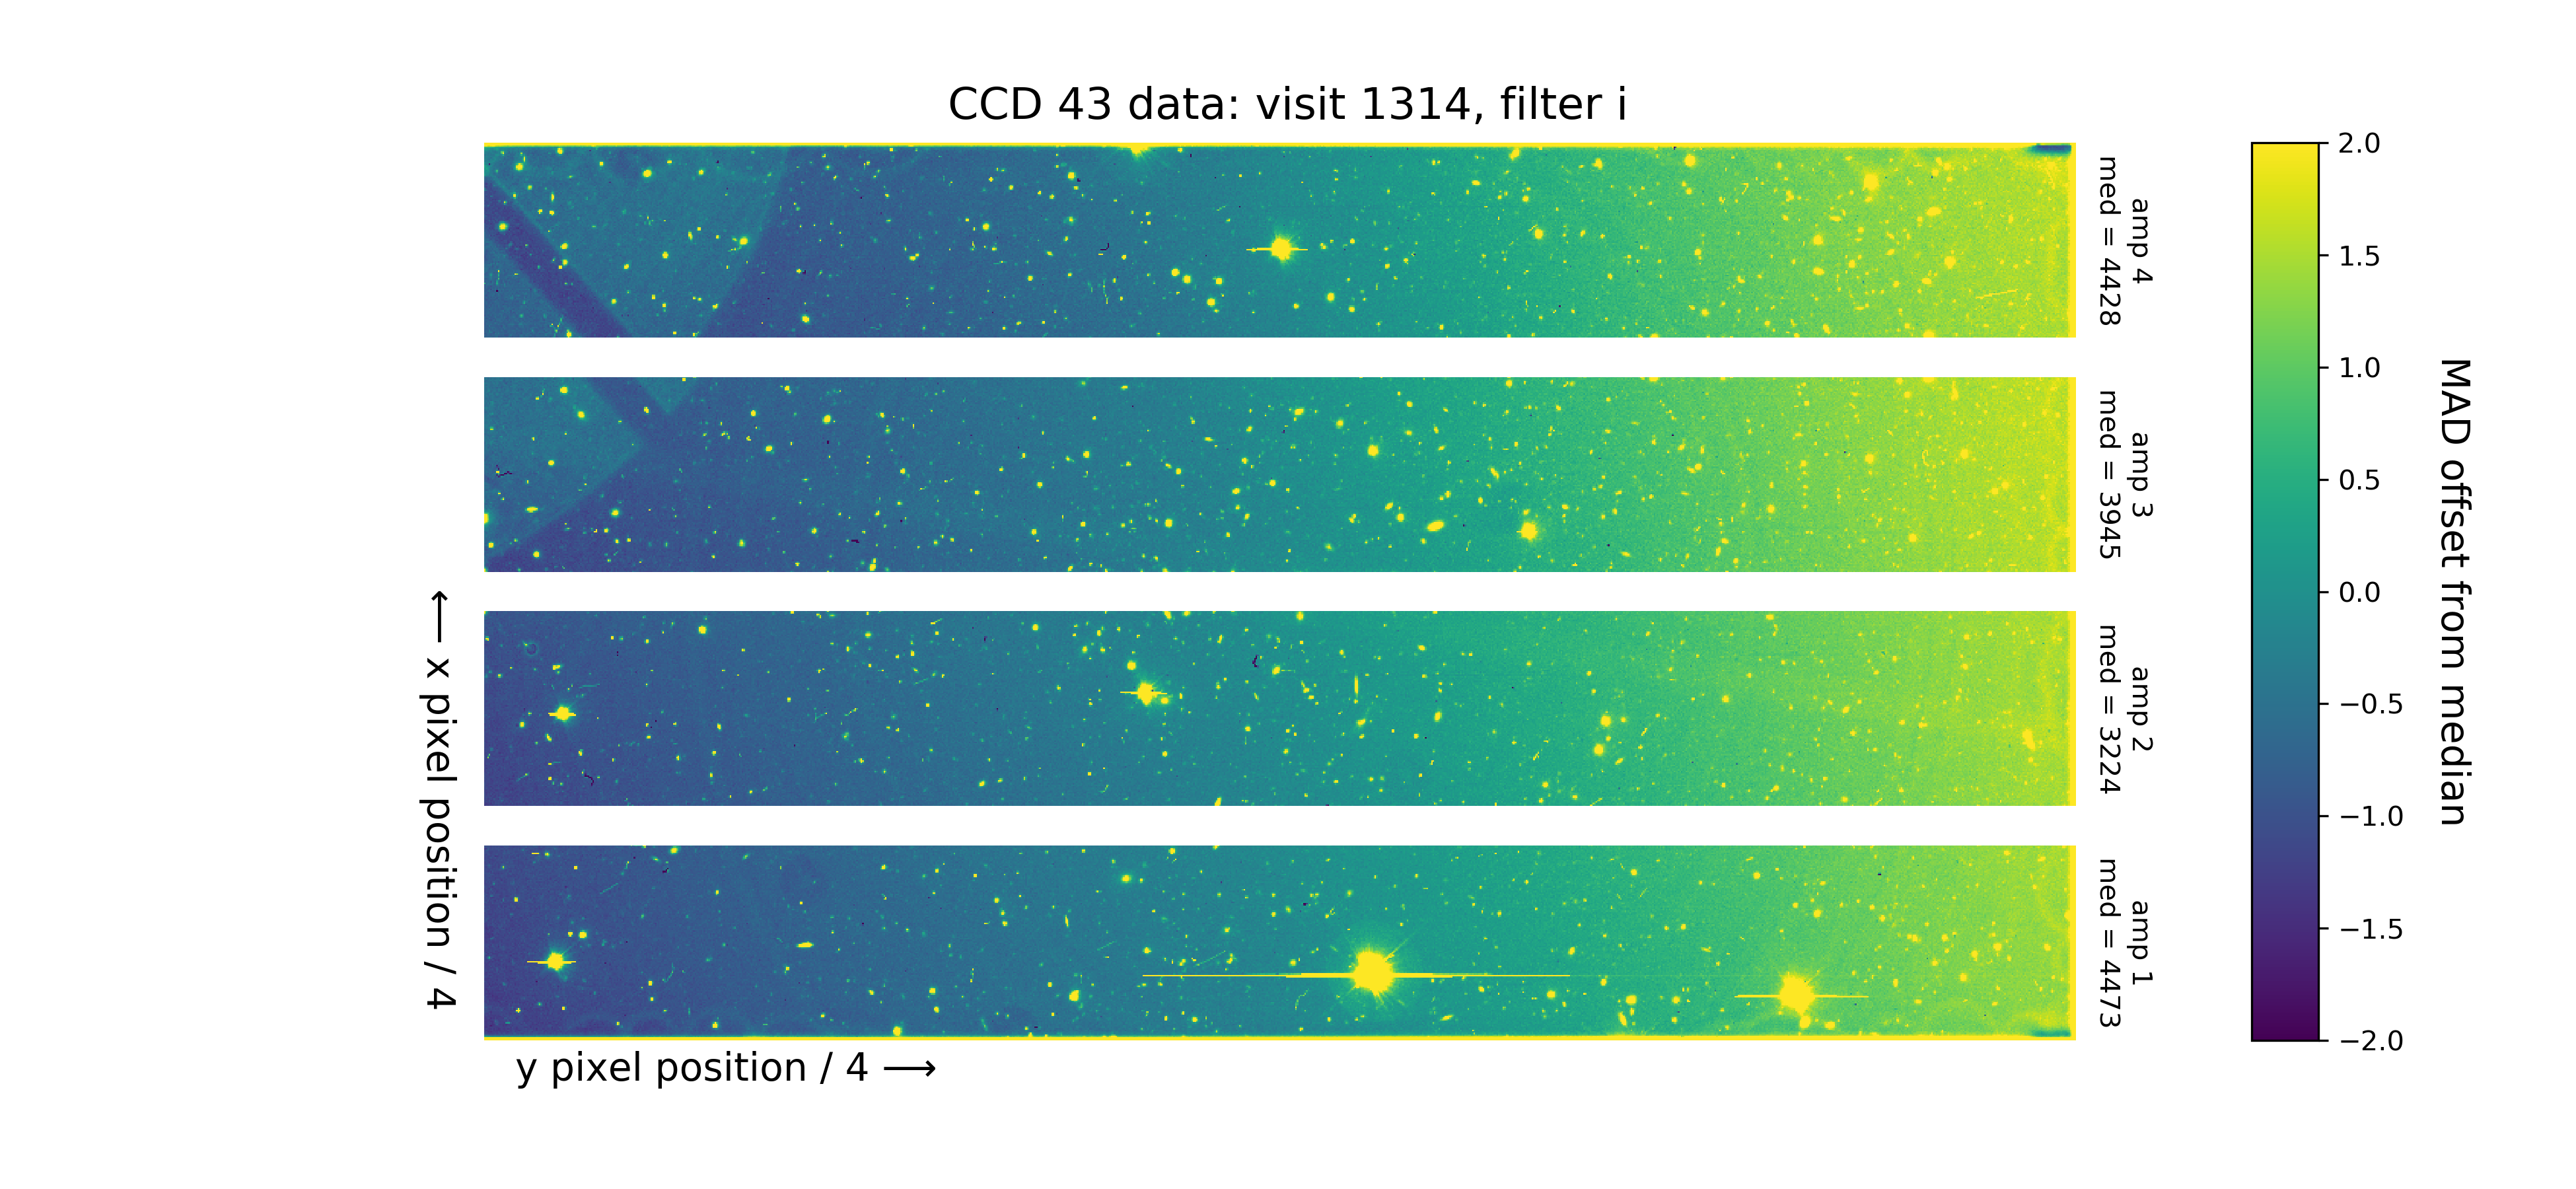 CCD 43 data: visit 1314, filter i
amp 4
med = 4428
amp 3
med = 3945
amp 2
med = 3224
amp 1
med = 4473
⟵ x pixel position / 4
y pixel position / 4 ⟶
2.0
1.5
1.0
0.5
0.0
−0.5
−1.0
−1.5
−2.0
MAD offset from median